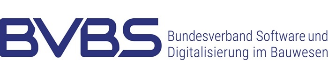 BVBS
Bundesverband Software und
Digitalisierung im Bauwesen